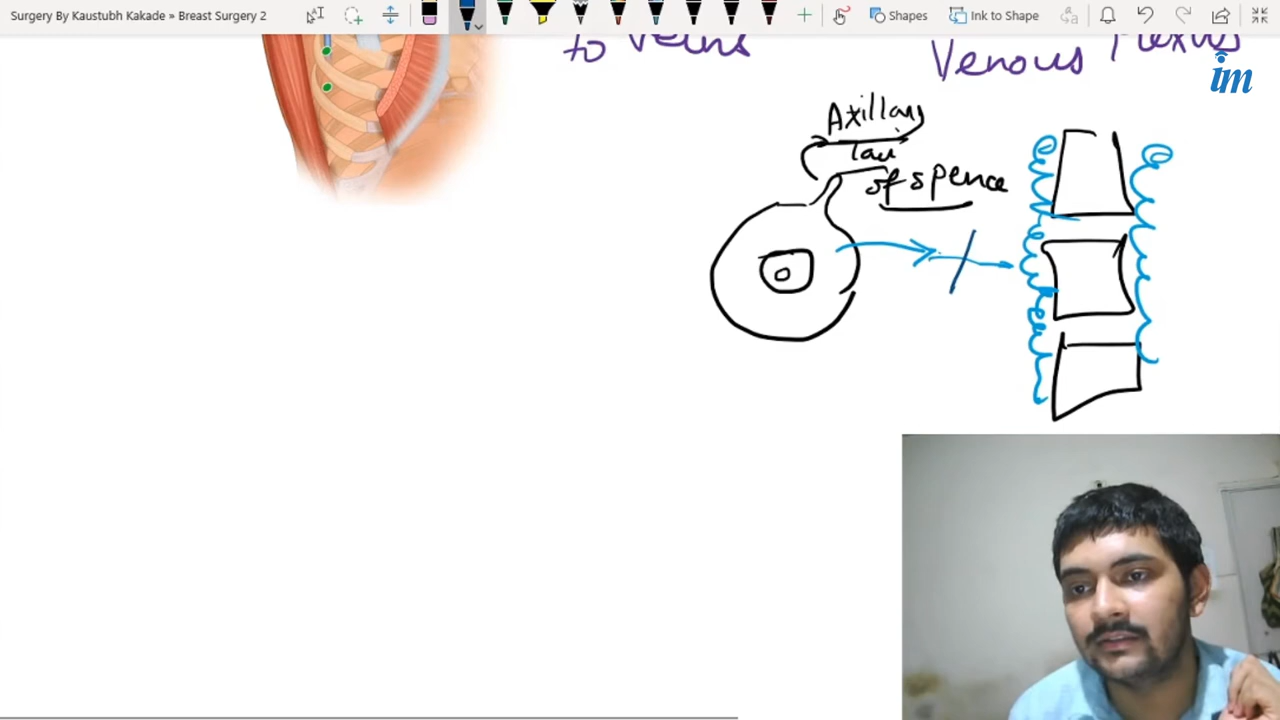 Surgery By Kaustubh Kakade » Breast Surgery 2
Shapes
Ink to Shape
to Veins
Venous Plexus
im
Axillary
Tail
of spence